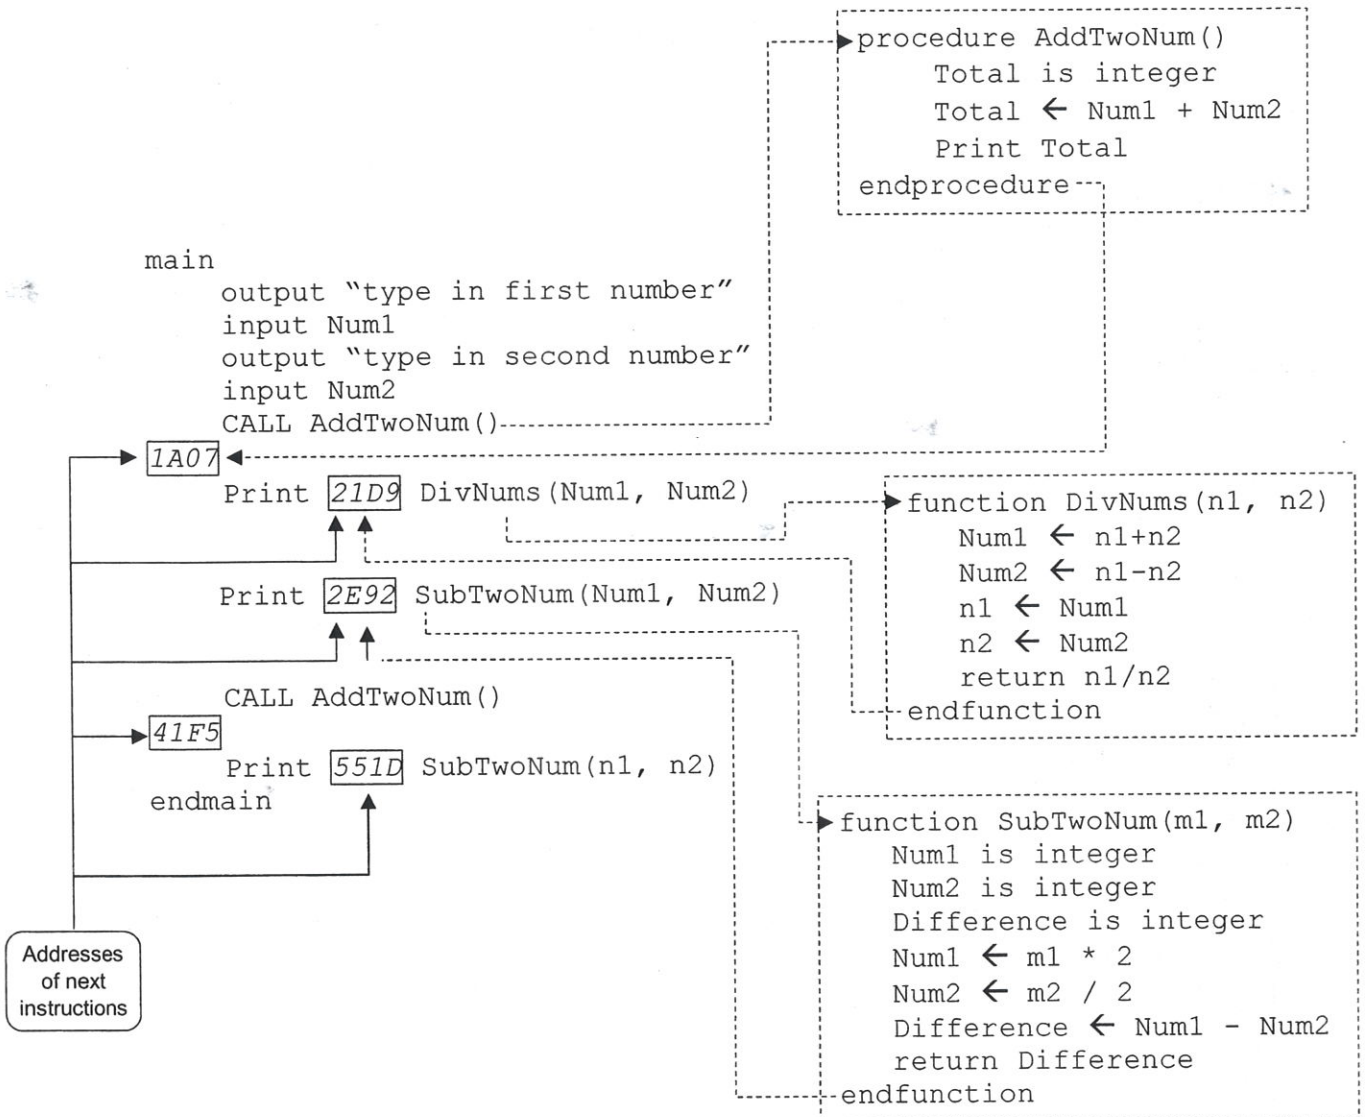 procedure AddTwoNum()
Total is integer
Total ← Num1 + Num2
Print Total
endprocedure
main
output “type in first number”
input Num1
output “type in second number”
input Num2
CALL AddTwoNum()
1A07
Print 21D9 DivNums(Num1, Num2)
function DivNums(n1, n2)
Num1 ← n1+n2
Num2 ← n1-n2
n1 ← Num1
n2 ← Num2
return n1/n2
endfunction
Print 2E92 SubTwoNum(Num1, Num2)
CALL AddTwoNum()
41F5
Print 551D SubTwoNum(n1, n2)
endmain
function SubTwoNum(m1, m2)
Num1 is integer
Num2 is integer
Difference is integer
Num1 ← m1 * 2
Num2 ← m2 / 2
Difference ← Num1 - Num2
return Difference
endfunction
Addresses
of next
instructions